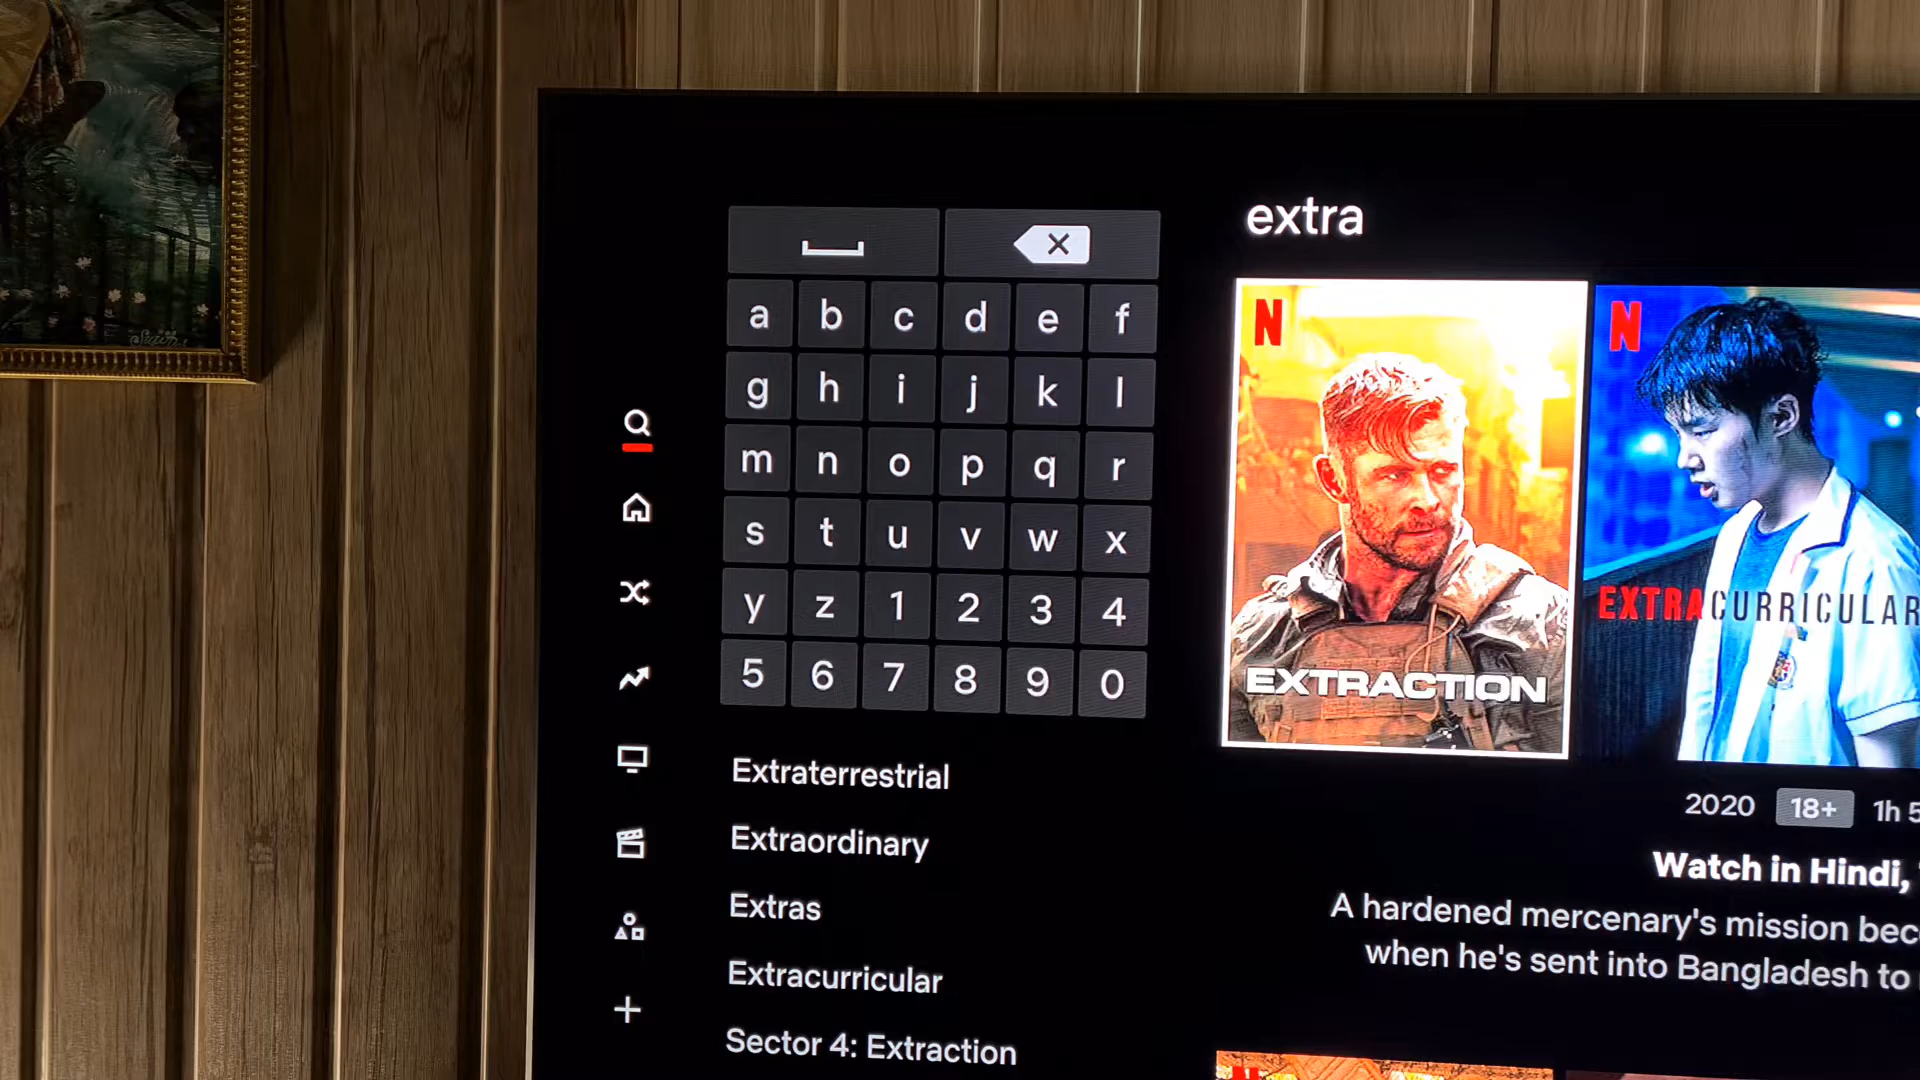 extra
a b c d e f
g h i j k l
m n o p q r
s t u v w x
y z 1 2 3 4
5 6 7 8 9 0
Extraterrestrial
Extraordinary
Extras
Extracurricular
Sector 4: Extraction
N
EXTRACTION
N
EXTRACURRICULAR
2020 18+ 1h
Watch in Hindi,
A hardened mercenary's mission
when he's sent into Bangladesh to
N